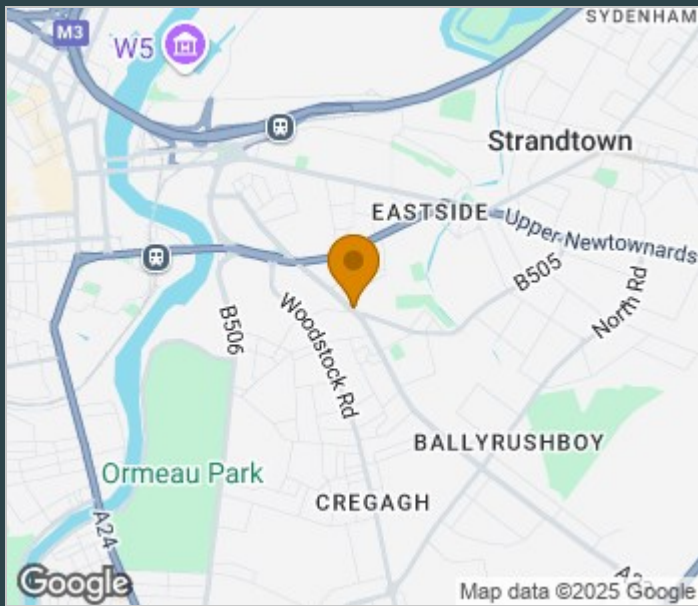 SYDENHAM
M3
W5
Strandtown
EASTSIDE
Upper Newtownards
B505
North Rd
B506
Woodstock Rd
BALLYRUSHBOY
Ormeau Park
CREGAGH
A24
Google
Map data ©2025 Google